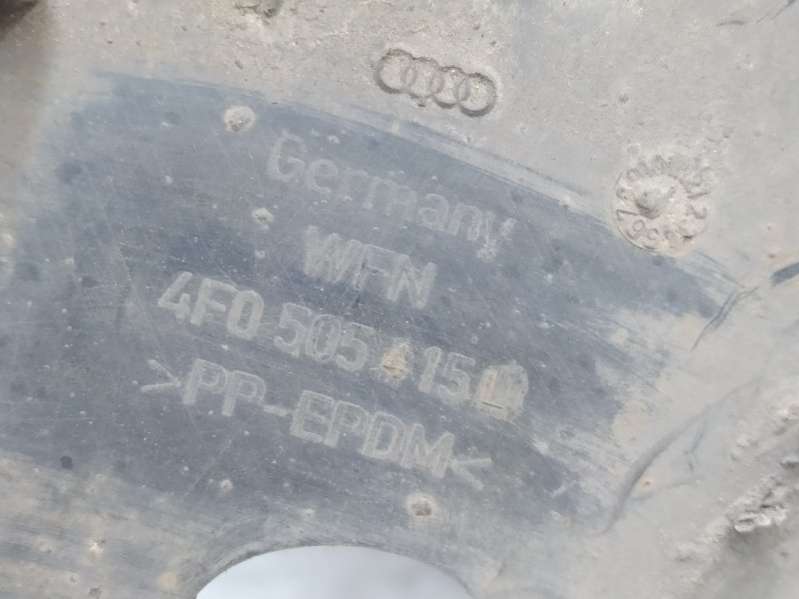 Germany
WFN
4F0 505 415
>PP-EPDM<